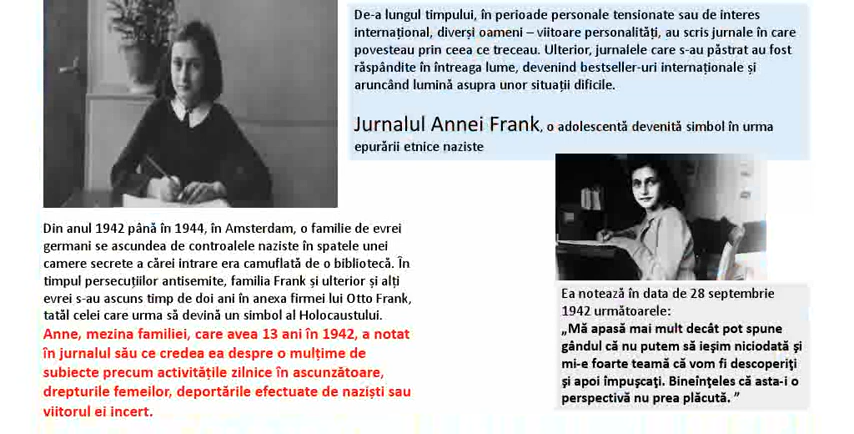 De-a lungul timpului, în perioade personale tensionate sau de interes
internațional, diverși oameni – viitoare personalități, au scris jurnale în care
povesteau prin ceea ce treceau. Ulterior, jurnalele care s-au păstrat au fost
răspândite în întreaga lume, devenind bestseller-uri internaționale și
aruncând lumină asupra unor situații dificile.
Jurnalul Annei Frank, o adolescentă devenită simbol în urma
epurării etnice naziste
Din anul 1942 până în 1944, în Amsterdam, o familie de evrei
germani se ascundea de controalele naziste în spatele unei
camere secrete a cărei intrare era camuflată de o bibliotecă. În
timpul persecuțiilor antisemite, familia Frank și ulterior și alți
evrei s-au ascuns timp de doi ani în anexa firmei lui Otto Frank,
tatăl celei care urma să devină un simbol al Holocaustului.
Anne, mezina familiei, care avea 13 ani în 1942, a notat
în jurnalul său ce credea ea despre o mulțime de
subiecte precum activitățile zilnice în ascunzătoare,
drepturile femeilor, deportările efectuate de naziști sau
viitorul ei incert.
Ea notează în data de 28 septembrie
1942 următoarele:
„Mă apasă mai mult decât pot spune
gândul că nu putem să ieşim niciodată şi
mi-e foarte teamă că vom fi descoperiţi
şi apoi împuşcaţi. Bineînţeles că asta-i o
perspectivă nu prea plăcută. ”